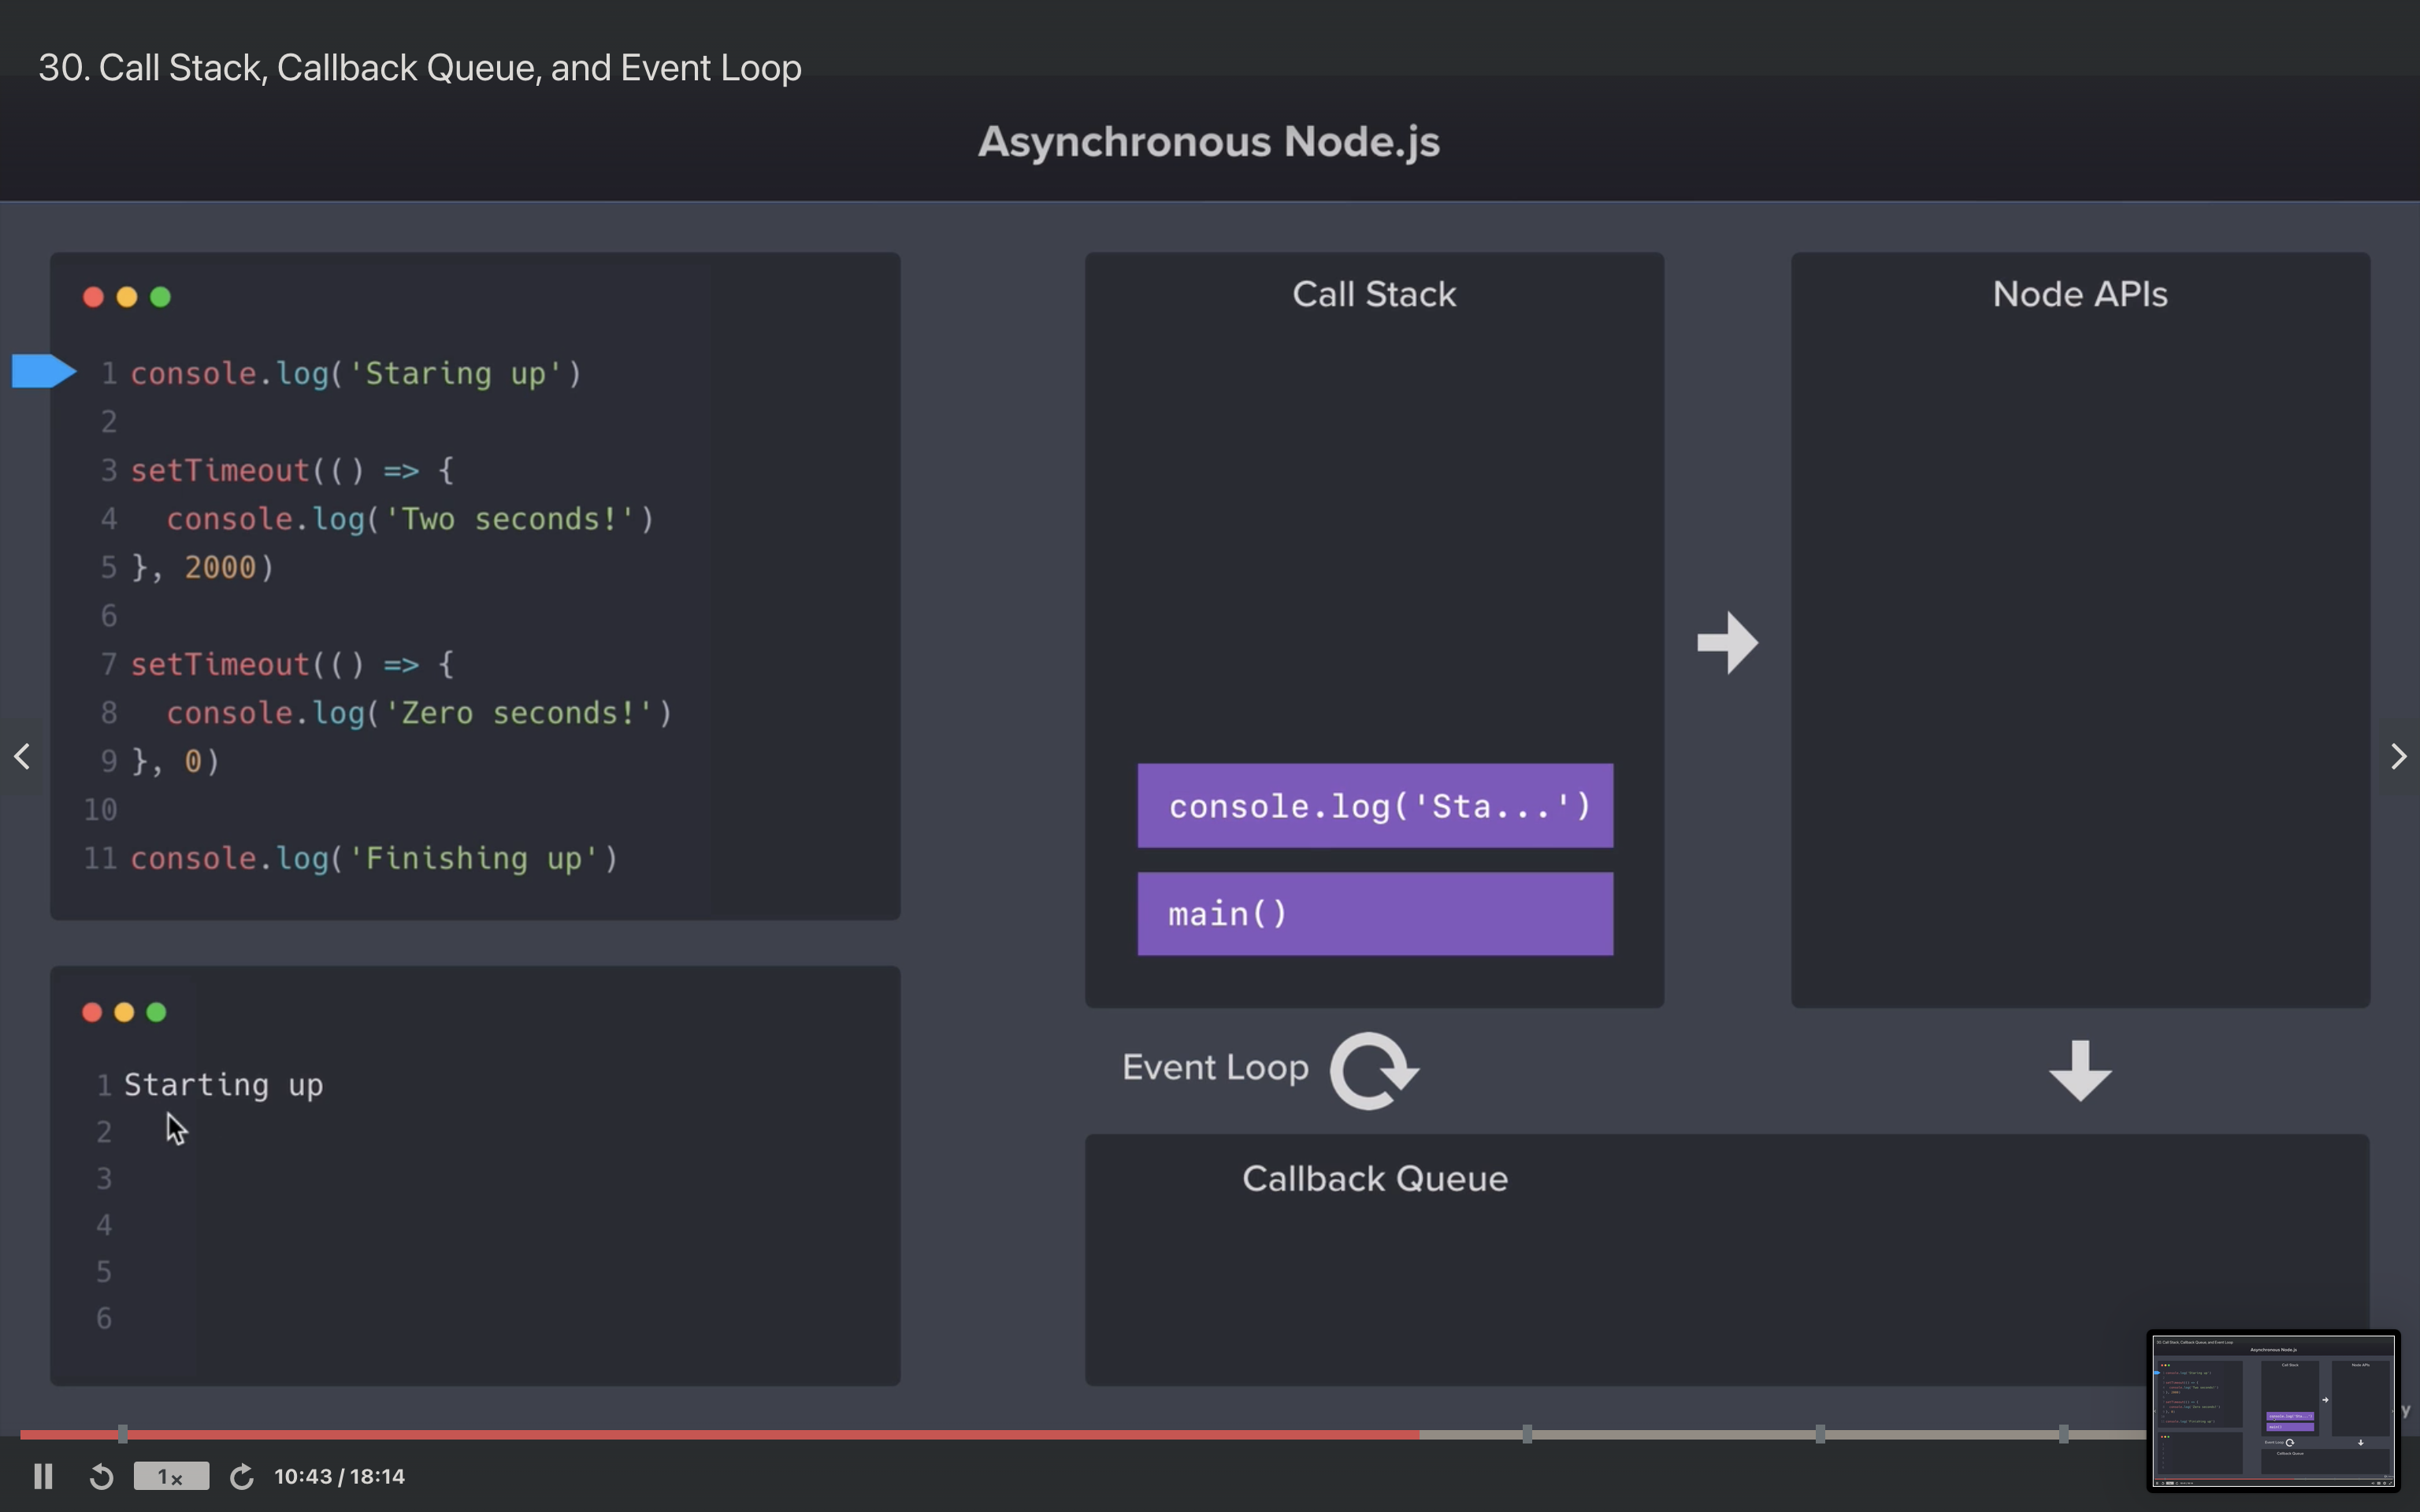 30. Call Stack, Callback Queue, and Event Loop
Asynchronous Node.js
1 console.log('Staring up')
2
3 setTimeout(() => {
4   console.log('Two seconds!')
5 }, 2000)
6
7 setTimeout(() => {
8   console.log('Zero seconds!')
9 }, 0)
10
11 console.log('Finishing up')
1 Starting up
2
3
4
5
6
Call Stack
console.log('Sta...')
main()
Node APIs
Event Loop
Callback Queue
1x
10:43 / 18:14